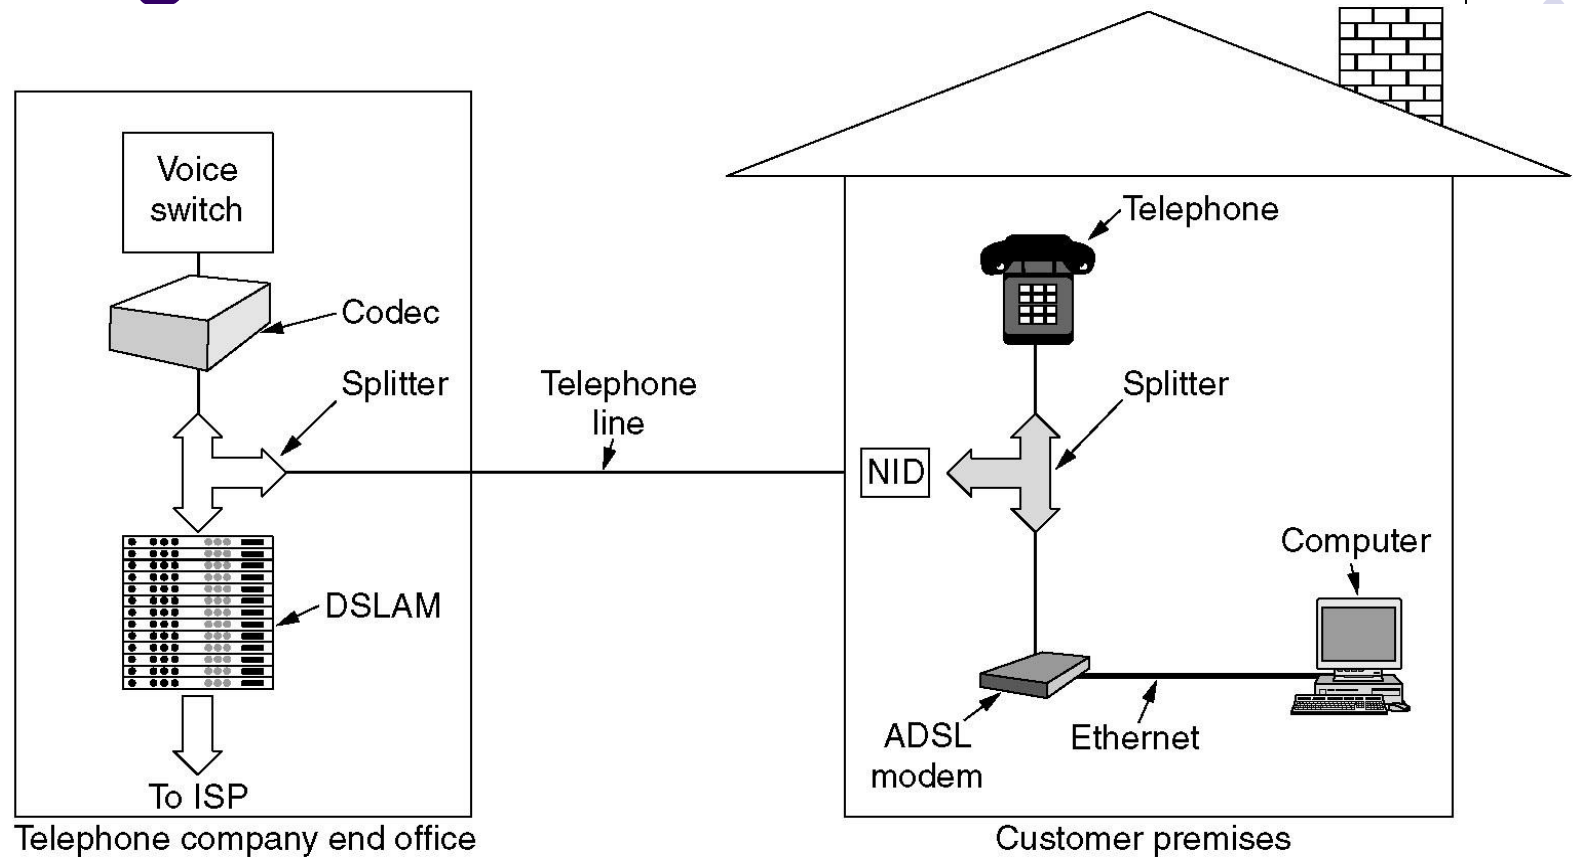 Voice
switch
Codec
Splitter
Telephone
line
DSLAM
To ISP
Telephone company end office
Telephone
Splitter
NID
Computer
ADSL
modem
Ethernet
Customer premises